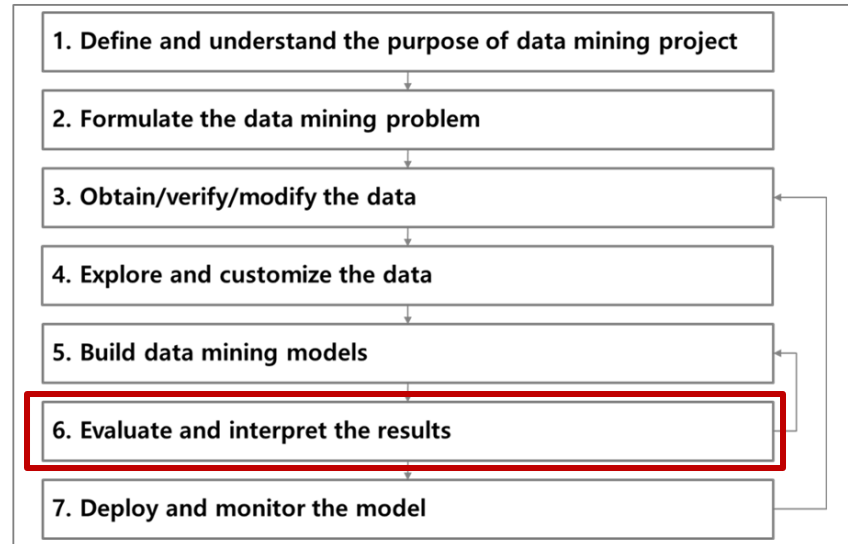 1. Define and understand the purpose of data mining project
2. Formulate the data mining problem
3. Obtain/verify/modify the data
4. Explore and customize the data
5. Build data mining models
6. Evaluate and interpret the results
7. Deploy and monitor the model